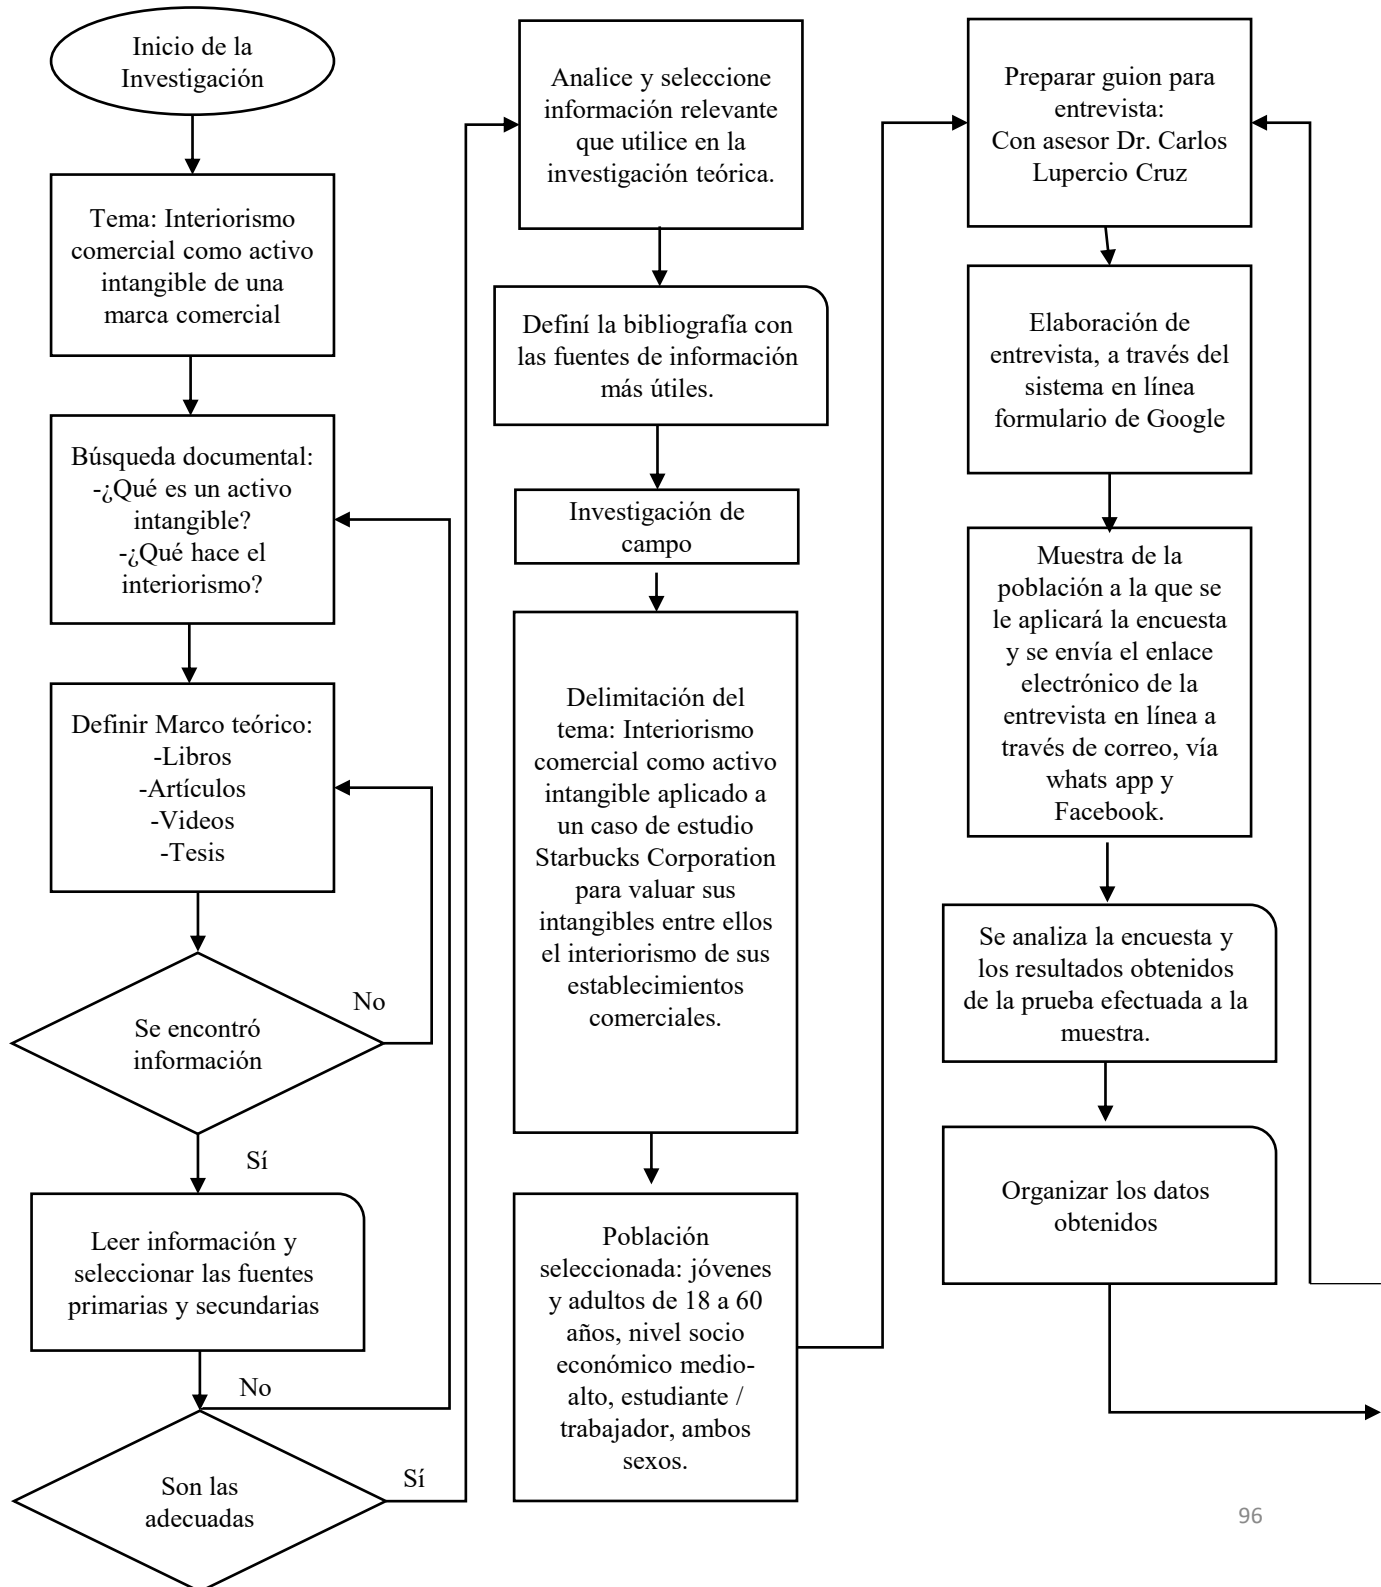 Inicio de la
Investigación
Tema: Interiorismo
comercial como activo
intangible de una
marca comercial
Búsqueda documental:
-¿Qué es un activo
intangible?
-¿Qué hace el
interiorismo?
Definir Marco teórico:
-Libros
-Artículos
-Videos
-Tesis
No
Se encontró
información
Sí
Leer información y
seleccionar las fuentes
primarias y secundarias
No
Son las
adecuadas
Sí
Analice y seleccione
información relevante
que utilice en la
investigación teórica.
Definí la bibliografía con
las fuentes de información
más útiles.
Investigación de
campo
Delimitación del
tema: Interiorismo
comercial como activo
intangible aplicado a
un caso de estudio
Starbucks Corporation
para valuar sus
intangibles entre ellos
el interiorismo de sus
establecimientos
comerciales.
Población
seleccionada: jóvenes
y adultos de 18 a 60
años, nivel socio
económico medio-
alto, estudiante /
trabajador, ambos
sexos.
Preparar guion para
entrevista:
Con asesor Dr. Carlos
Lupercio Cruz
Elaboración de
entrevista, a través del
sistema en línea
formulario de Google
Muestra de la
población a la que se
le aplicará la encuesta
y se envía el enlace
electrónico de la
entrevista en línea a
través de correo, vía
whats app y
Facebook.
Se analiza la encuesta y
los resultados obtenidos
de la prueba efectuada a la
muestra.
Organizar los datos
obtenidos
96